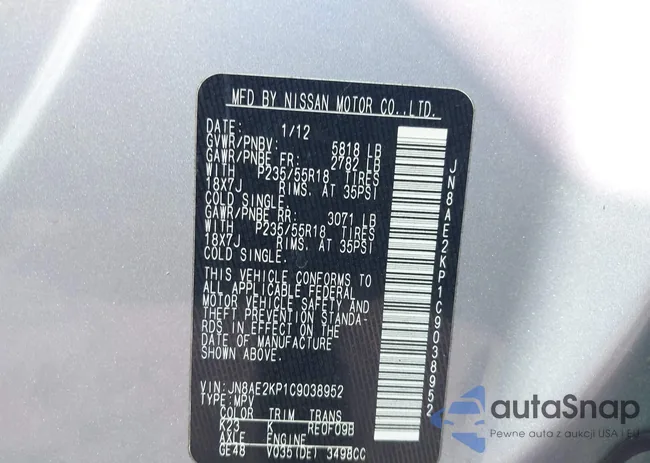 MFD BY NISSAN MOTOR CO.,LTD.
DATE: 1/12
GVWR/PNBV: 5818 LB
GAWR/PNBE FR: 2782 LB
WITH P235/55R18 TIRES
18X7J RIMS. AT 35PSI
COLD SINGLE.
GAWR/PNBE RR: 3071 LB
WITH P235/55R18 TIRES
18X7J RIMS. AT 35PSI
COLD SINGLE.
THIS VEHICLE CONFORMS TO
ALL APPLICABLE FEDERAL
MOTOR VEHICLE SAFETY AND
THEFT PREVENTION STANDA-
RDS IN EFFECT ON THE
DATE OF MANUFACTURE
SHOWN ABOVE.
VIN: JN8AE2KP1C9038952
TYPE: MPV
COLOR TRIM TRANS
K23 K RE0F09B
AXLE ENGINE
GE48 VQ35(DE) 3498CC
JN8AE2KP1C9038952
autoSnap
Pewne auta z aukcji USA i EU